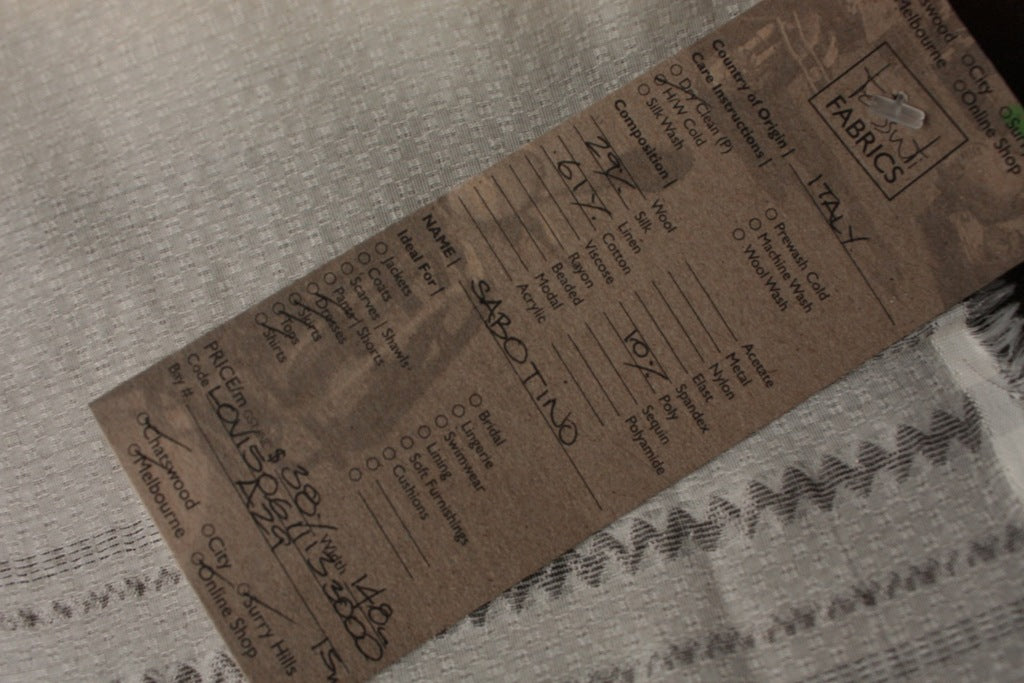 swood
Melbourne
City
Online Shop
Tessuti
FABRICS
Country of Origin | ITALY
Care Instructions |
Dry Clean (P)
H/W Cold
Silk Wash
Prewash Cold
Machine Wash
Wool Wash
Composition |
Wool
29% Silk
Linen
61% Cotton
Viscose
Rayon
Beaded
Modal
Acrylic
Acetate
Metal
Nylon
Elast
Spandex
10% Poly
Sequin
Polyamide
NAME | SABOTINO
Ideal For |
Jackets
Coats
Scarves | Shawls
Pants | Shorts
Dresses
Skirts
Tops
Shirts
Bridal
Lingerie
Swimwear
Lining
Soft Furnishings
Cushions
PRICE/m $38/
Width 148
Code
Bay #: A29
Chatswood
Melbourne
City
Online Shop
Surry Hills